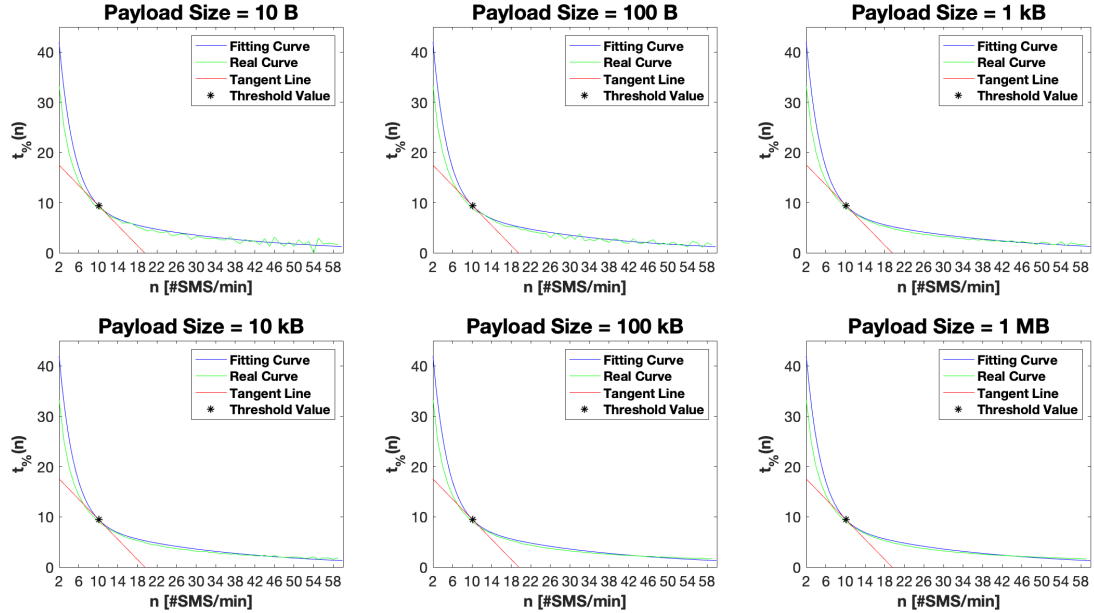 Payload Size = 10 B
Fitting Curve
Real Curve
Tangent Line
Threshold Value
t%(n)
40
30
20
10
0
2 6 10 14 18 22 26 30 34 38 42 46 50 54 58
n [#SMS/min]
Payload Size = 100 B
Fitting Curve
Real Curve
Tangent Line
Threshold Value
t%(n)
40
30
20
10
0
2 6 10 14 18 22 26 30 34 38 42 46 50 54 58
n [#SMS/min]
Payload Size = 1 kB
Fitting Curve
Real Curve
Tangent Line
Threshold Value
t%(n)
40
30
20
10
0
2 6 10 14 18 22 26 30 34 38 42 46 50 54 58
n [#SMS/min]
Payload Size = 10 kB
Fitting Curve
Real Curve
Tangent Line
Threshold Value
t%(n)
40
30
20
10
0
2 6 10 14 18 22 26 30 34 38 42 46 50 54 58
n [#SMS/min]
Payload Size = 100 kB
Fitting Curve
Real Curve
Tangent Line
Threshold Value
t%(n)
40
30
20
10
0
2 6 10 14 18 22 26 30 34 38 42 46 50 54 58
n [#SMS/min]
Payload Size = 1 MB
Fitting Curve
Real Curve
Tangent Line
Threshold Value
t%(n)
40
30
20
10
0
2 6 10 14 18 22 26 30 34 38 42 46 50 54 58
n [#SMS/min]